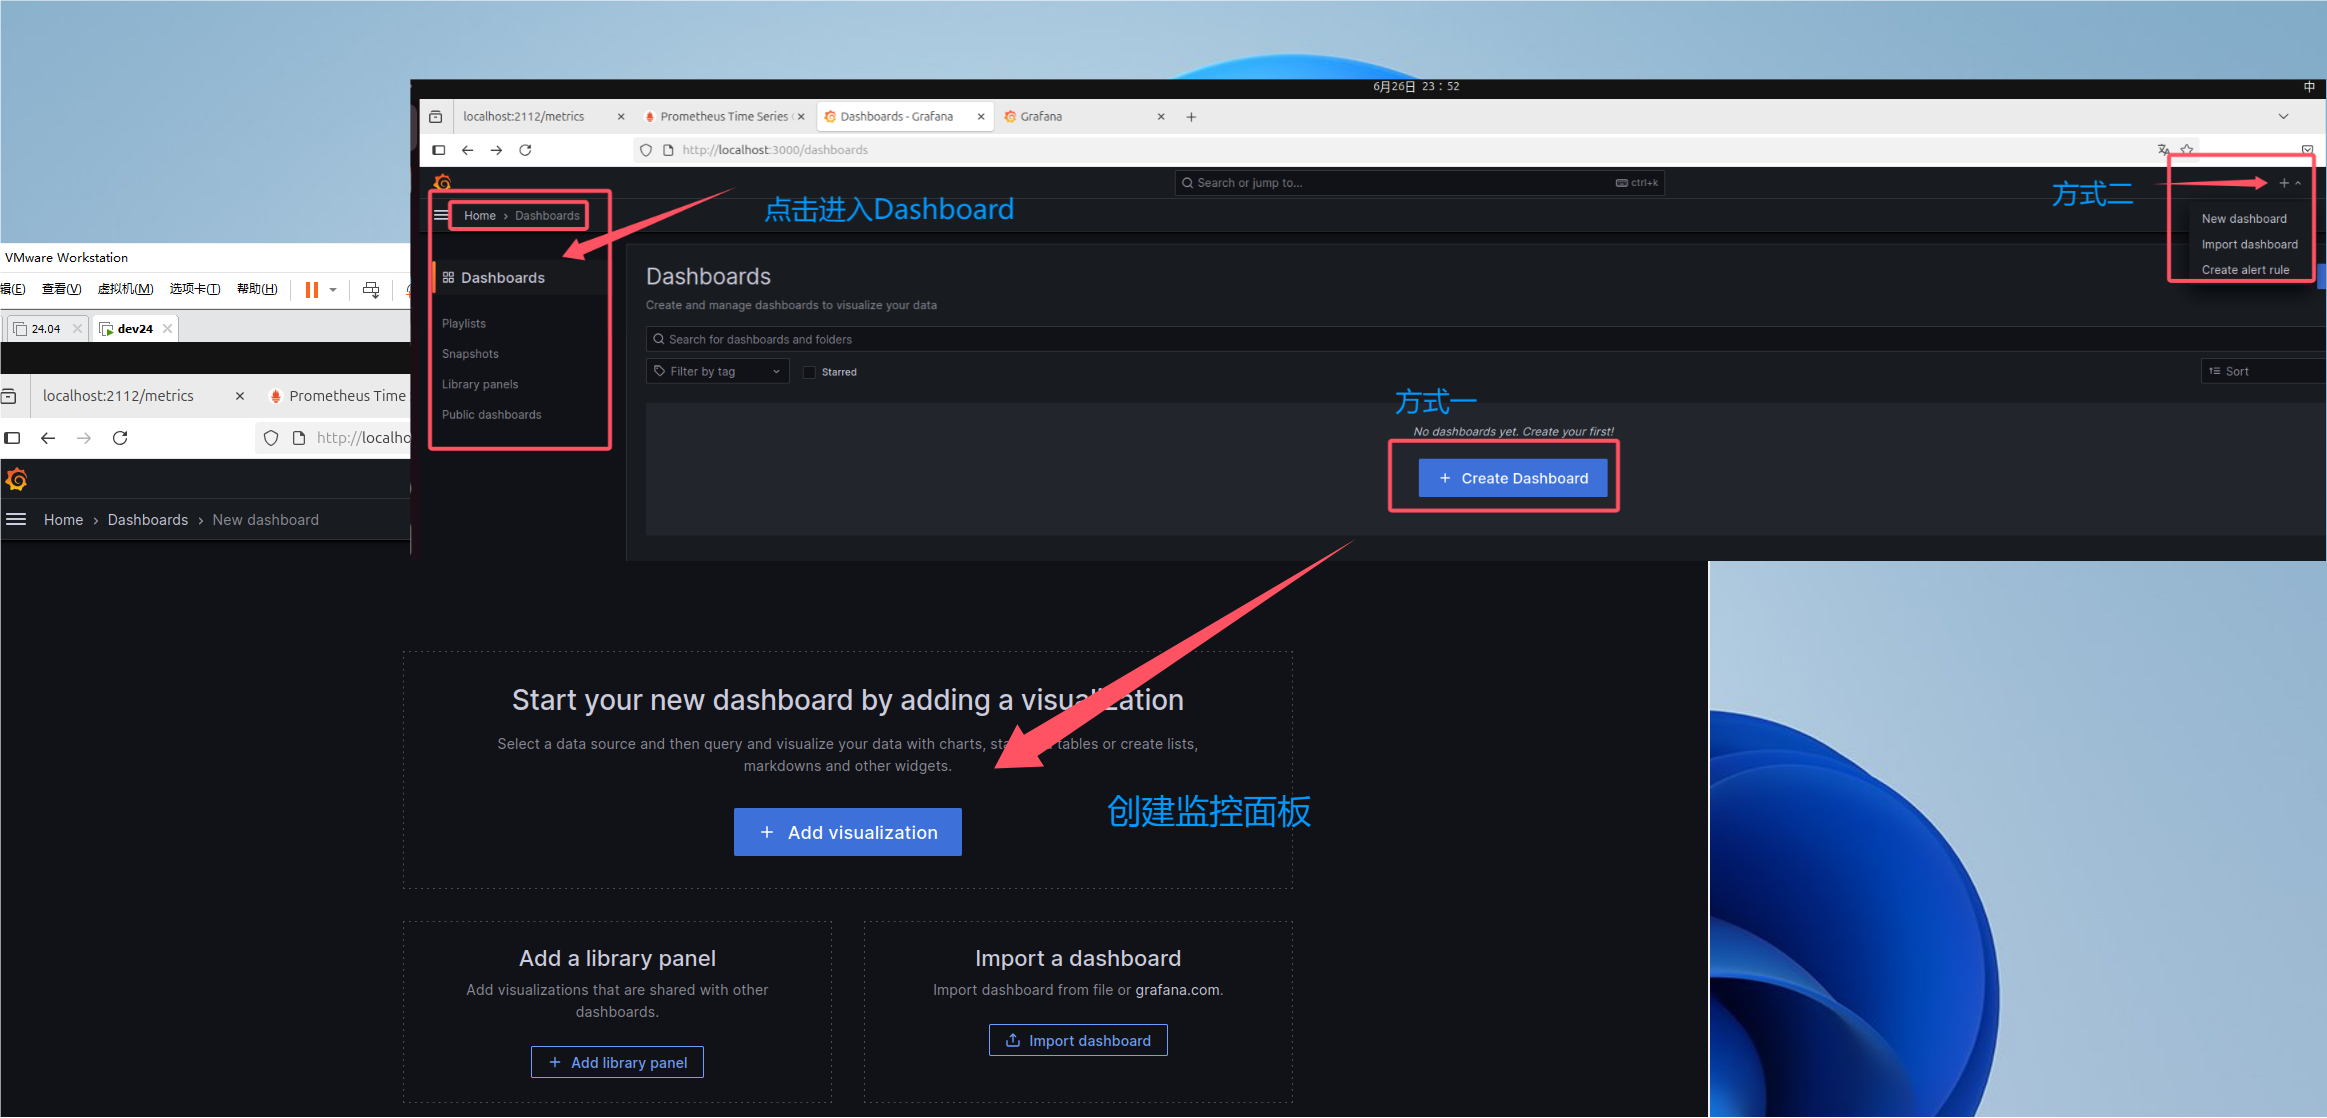 6月26日 23：52
中
localhost:2112/metrics
Prometheus Time Series
Dashboards - Grafana
Grafana
http://localhost:3000/dashboards
Search or jump to...
ctrl+k
方式二
Home › Dashboards
点击进入Dashboard
New dashboard
Import dashboard
Create alert rule
Dashboards
Playlists
Snapshots
Library panels
Public dashboards
Dashboards
Create and manage dashboards to visualize your data
Search for dashboards and folders
Filter by tag
Starred
Sort
方式一
No dashboards yet. Create your first!
+ Create Dashboard
VMware Workstation
辑(E)
查看(V)
虚拟机(M)
选项卡(T)
帮助(H)
24.04
dev24
localhost:2112/metrics
Prometheus Time
http://localho
Home › Dashboards › New dashboard
Start your new dashboard by adding a visualization
Select a data source and then query and visualize your data with charts, tables or create lists,
markdowns and other widgets.
+ Add visualization
创建监控面板
Add a library panel
Add visualizations that are shared with other
dashboards.
+ Add library panel
Import a dashboard
Import dashboard from file or grafana.com.
Import dashboard